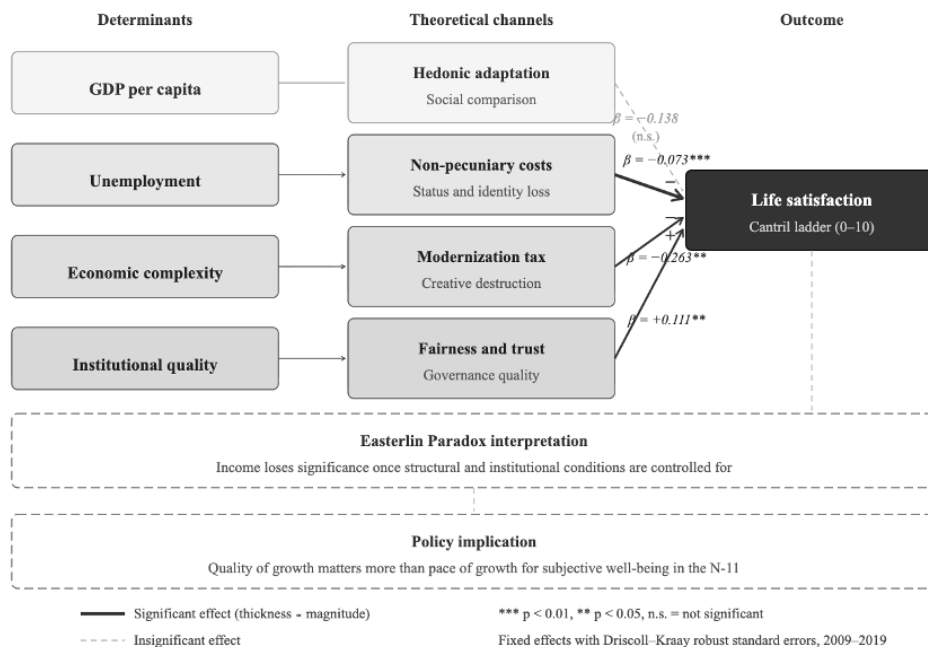 Determinants
Theoretical channels
Outcome
GDP per capita
Hedonic adaptation
Social comparison
β = −0.138
(n.s.)
Unemployment
Non-pecuniary costs
Status and identity loss
β = −0.073***
−
Life satisfaction
Cantril ladder (0–10)
Economic complexity
Modernization tax
Creative destruction
−
+
β = −0.263**
Institutional quality
Fairness and trust
Governance quality
β = +0.111**
Easterlin Paradox interpretation
Income loses significance once structural and institutional conditions are controlled for
Policy implication
Quality of growth matters more than pace of growth for subjective well-being in the N-11
Significant effect (thickness ≈ magnitude)
*** p < 0.01, ** p < 0.05, n.s. = not significant
Insignificant effect
Fixed effects with Driscoll–Kraay robust standard errors, 2009–2019